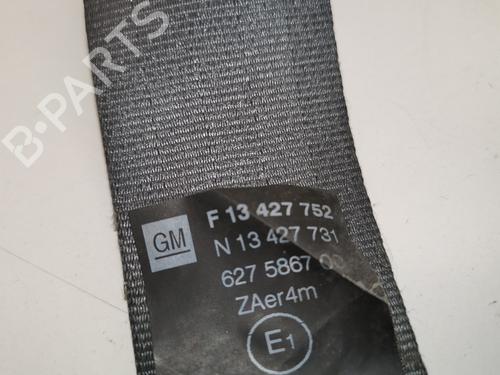 B-PARTS
GM
F 13 427 752
N 13 427 731
627 5867
ZAer4m
E1